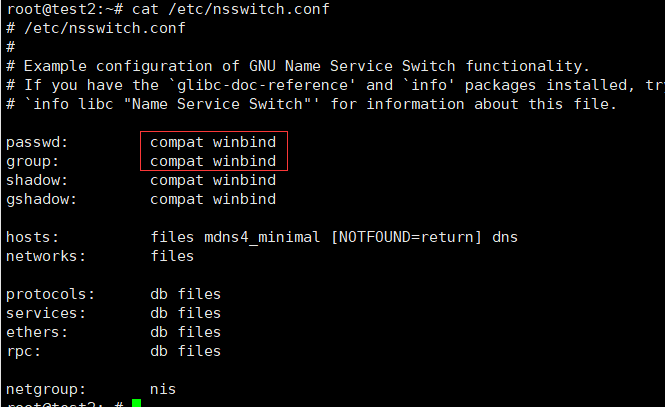 root@test2:~# cat /etc/nsswitch.conf
# /etc/nsswitch.conf
#
# Example configuration of GNU Name Service Switch functionality.
# If you have the `glibc-doc-reference' and `info' packages installed, try
# `info libc "Name Service Switch"' for information about this file.
passwd:         compat winbind
group:          compat winbind
shadow:         compat winbind
gshadow:        compat winbind
hosts:          files mdns4_minimal [NOTFOUND=return] dns
networks:       files
protocols:      db files
services:       db files
ethers:         db files
rpc:            db files
netgroup:       nis
root@test2:~#